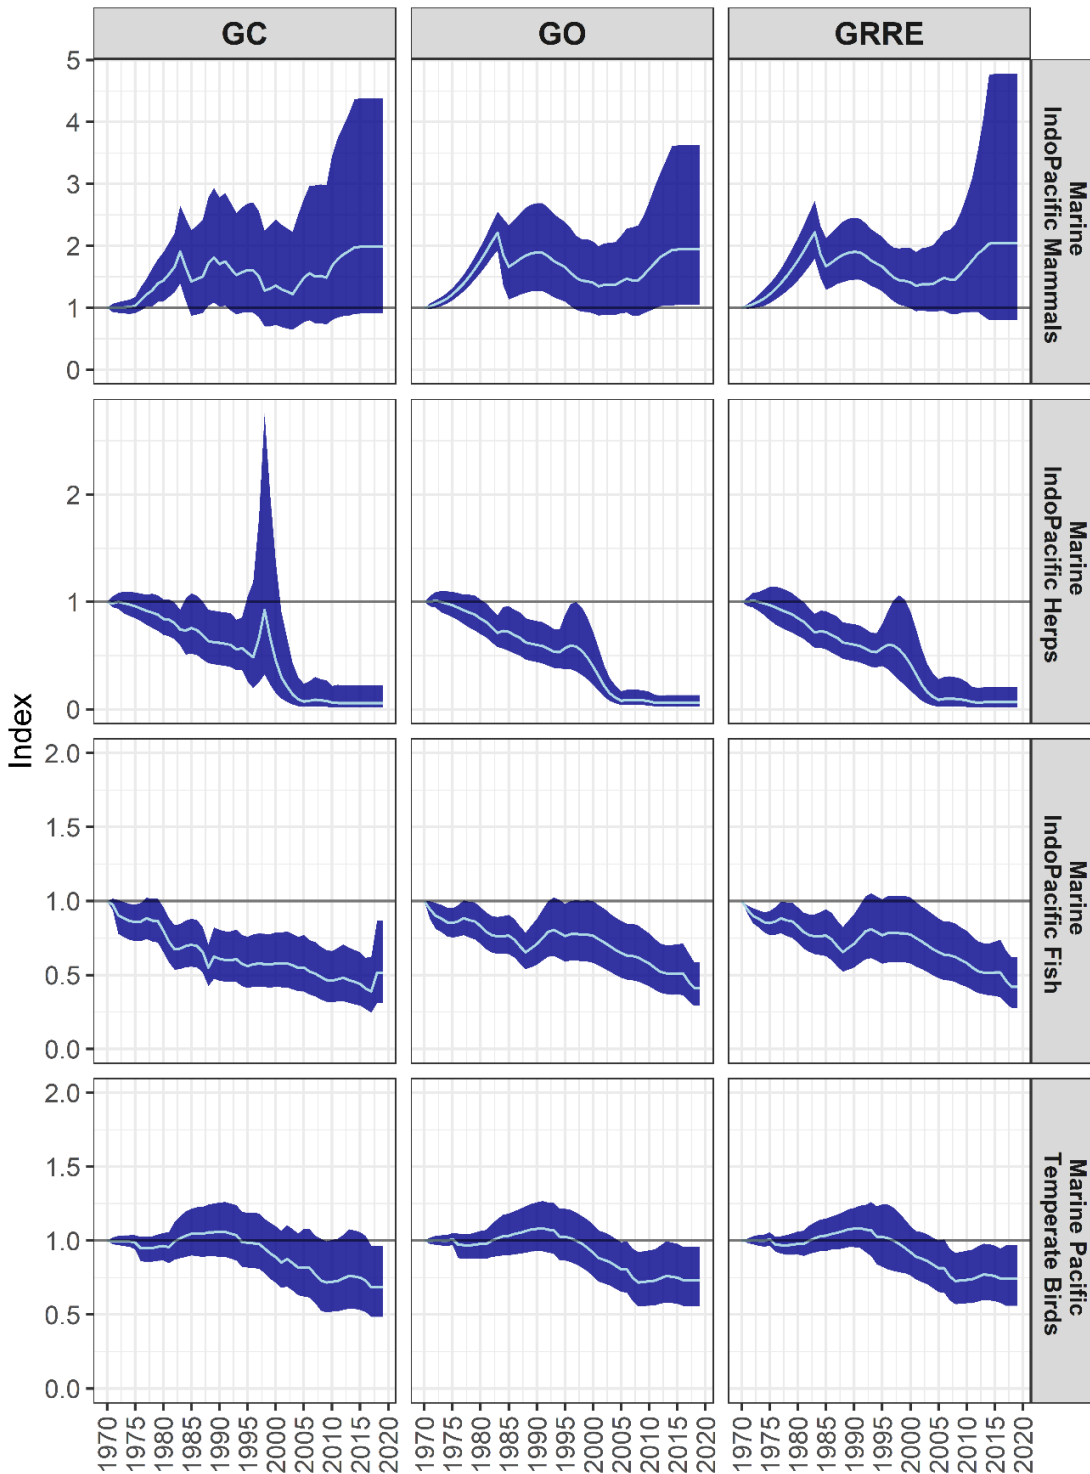 GC GO GRRE
5
4
3
2
1
0
Marine
IndoPacific Mammals
2
1
0
Marine
IndoPacific Herps
Index
2.0
1.5
1.0
0.5
0.0
Marine
IndoPacific Fish
2.0
1.5
1.0
0.5
0.0
Marine Pacific
Temperate Birds
1970 1975 1980 1985 1990 1995 2000 2005 2010 2015 2020
1970 1975 1980 1985 1990 1995 2000 2005 2010 2015 2020
1970 1975 1980 1985 1990 1995 2000 2005 2010 2015 2020